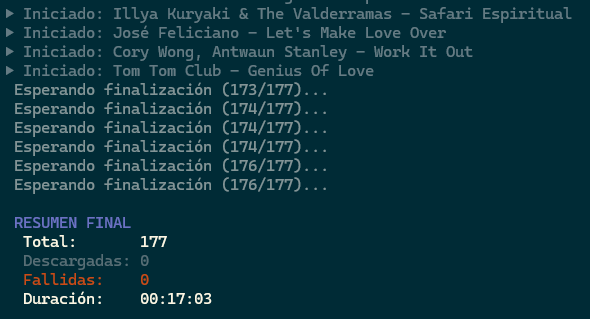 ▶ Iniciado: Illya Kuryaki & The Valderramas - Safari Espiritual
▶ Iniciado: José Feliciano - Let's Make Love Over
▶ Iniciado: Cory Wong, Antwaun Stanley - Work It Out
▶ Iniciado: Tom Tom Club - Genius Of Love
Esperando finalización (173/177)...
Esperando finalización (174/177)...
Esperando finalización (174/177)...
Esperando finalización (174/177)...
Esperando finalización (176/177)...
Esperando finalización (176/177)...
RESUMEN FINAL
Total: 177
Descargadas: 0
Fallidas: 0
Duración: 00:17:03